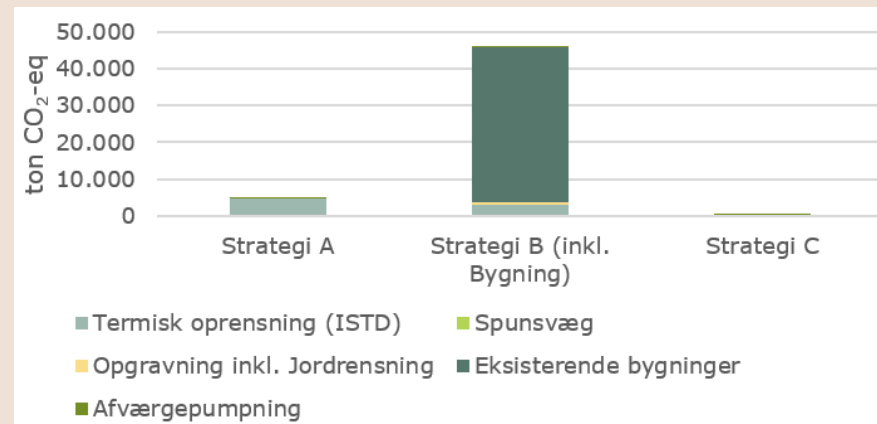 50.000
40.000
30.000
20.000
10.000
0
ton CO₂-eq
Strategi A
Strategi B (inkl.
Bygning)
Strategi C
Termisk oprensning (ISTD)
Spunsvæg
Opgravning inkl. Jordrensning
Eksisterende bygninger
Afværgepumpning